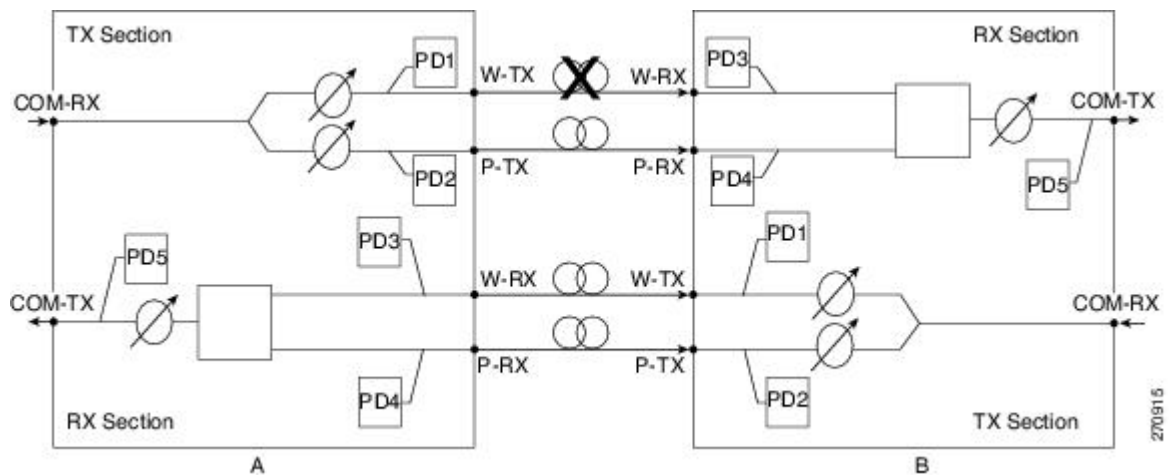 TX Section
RX Section
PD1
W-TX
W-RX
PD3
COM-RX
COM-TX
PD2
P-TX
P-RX
PD4
PD5
PD5
PD3
PD1
W-RX
W-TX
COM-TX
COM-RX
PD4
P-RX
P-TX
PD2
RX Section
TX Section
A
B
270915